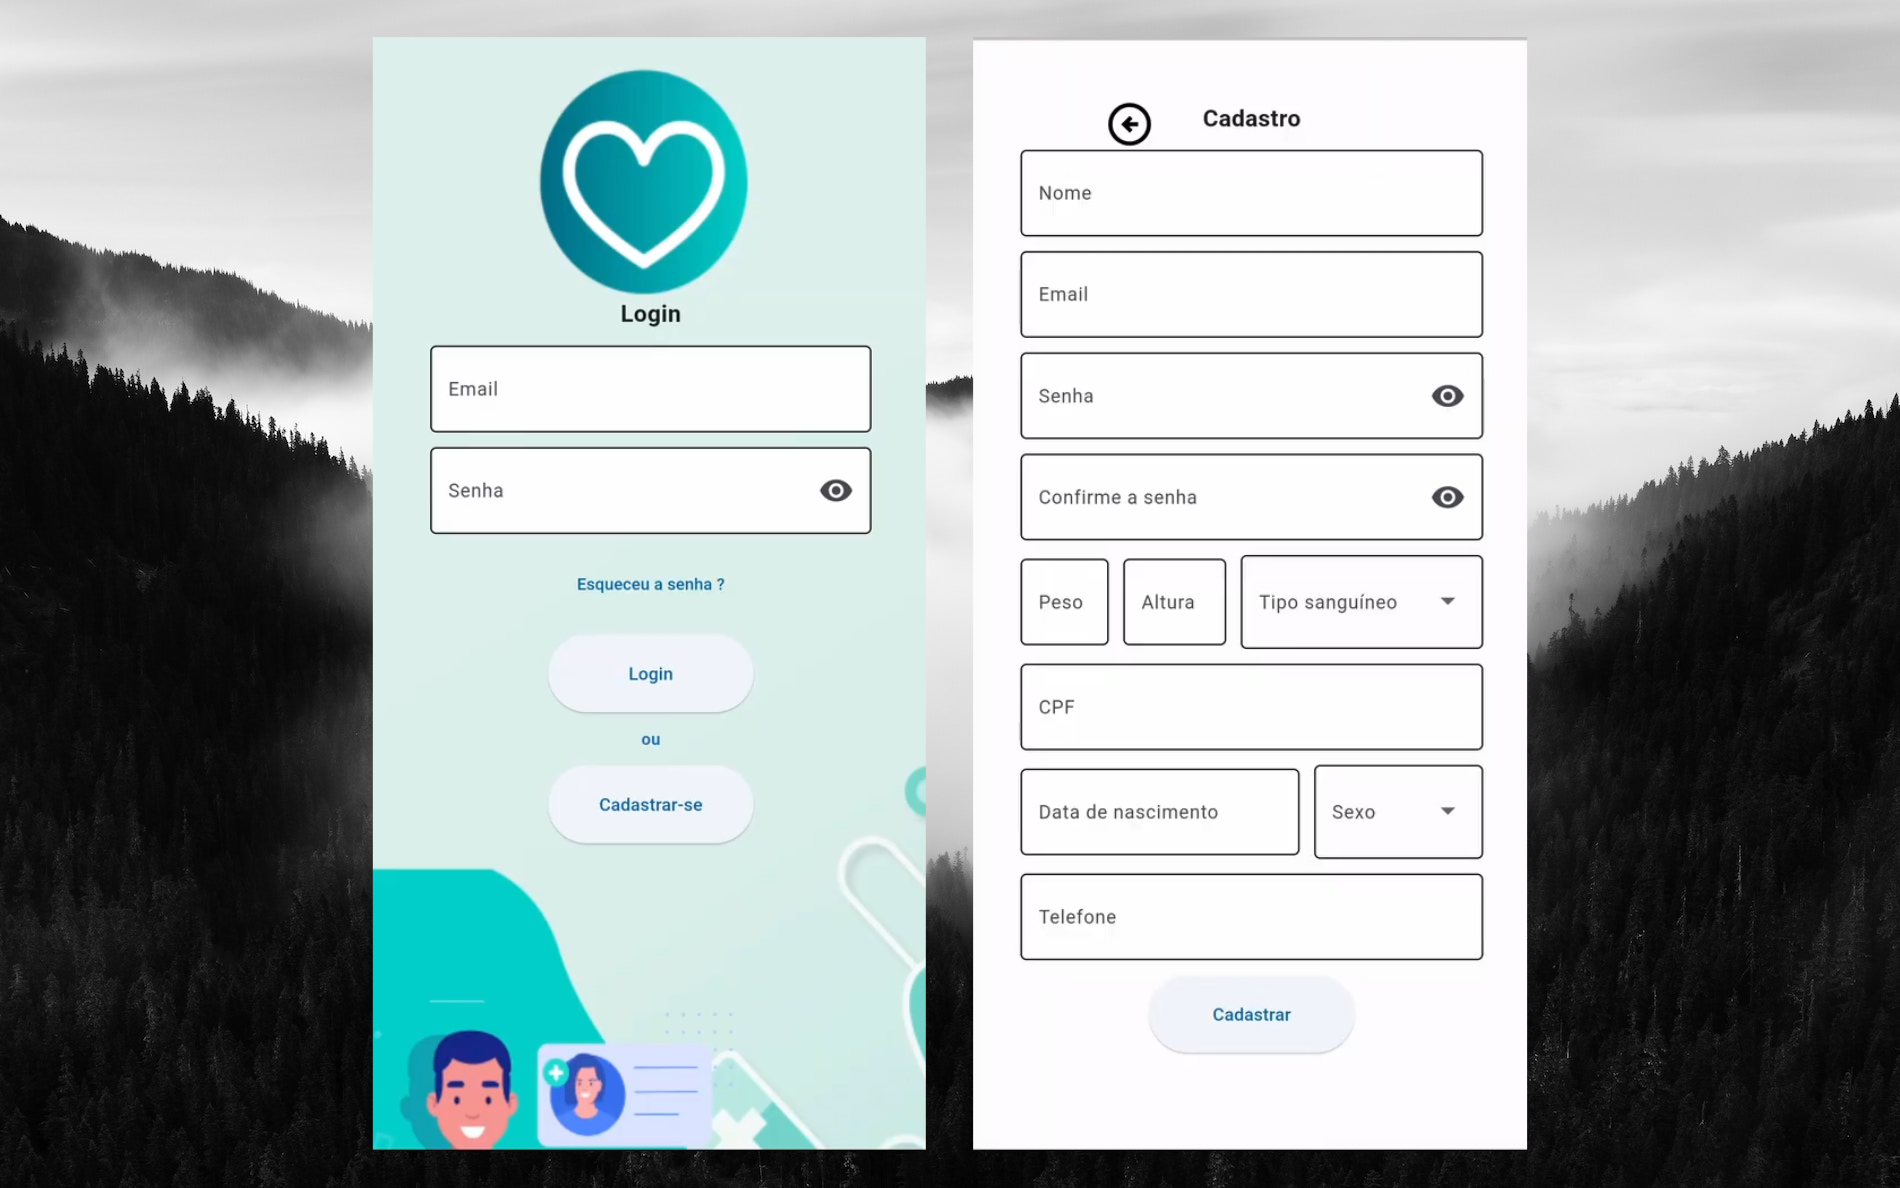 Login
Email
Senha
Esqueceu a senha ?
Login
ou
Cadastrar-se
Cadastro
Nome
Email
Senha
Confirme a senha
Peso
Altura
Tipo sanguíneo
CPF
Data de nascimento
Sexo
Telefone
Cadastrar